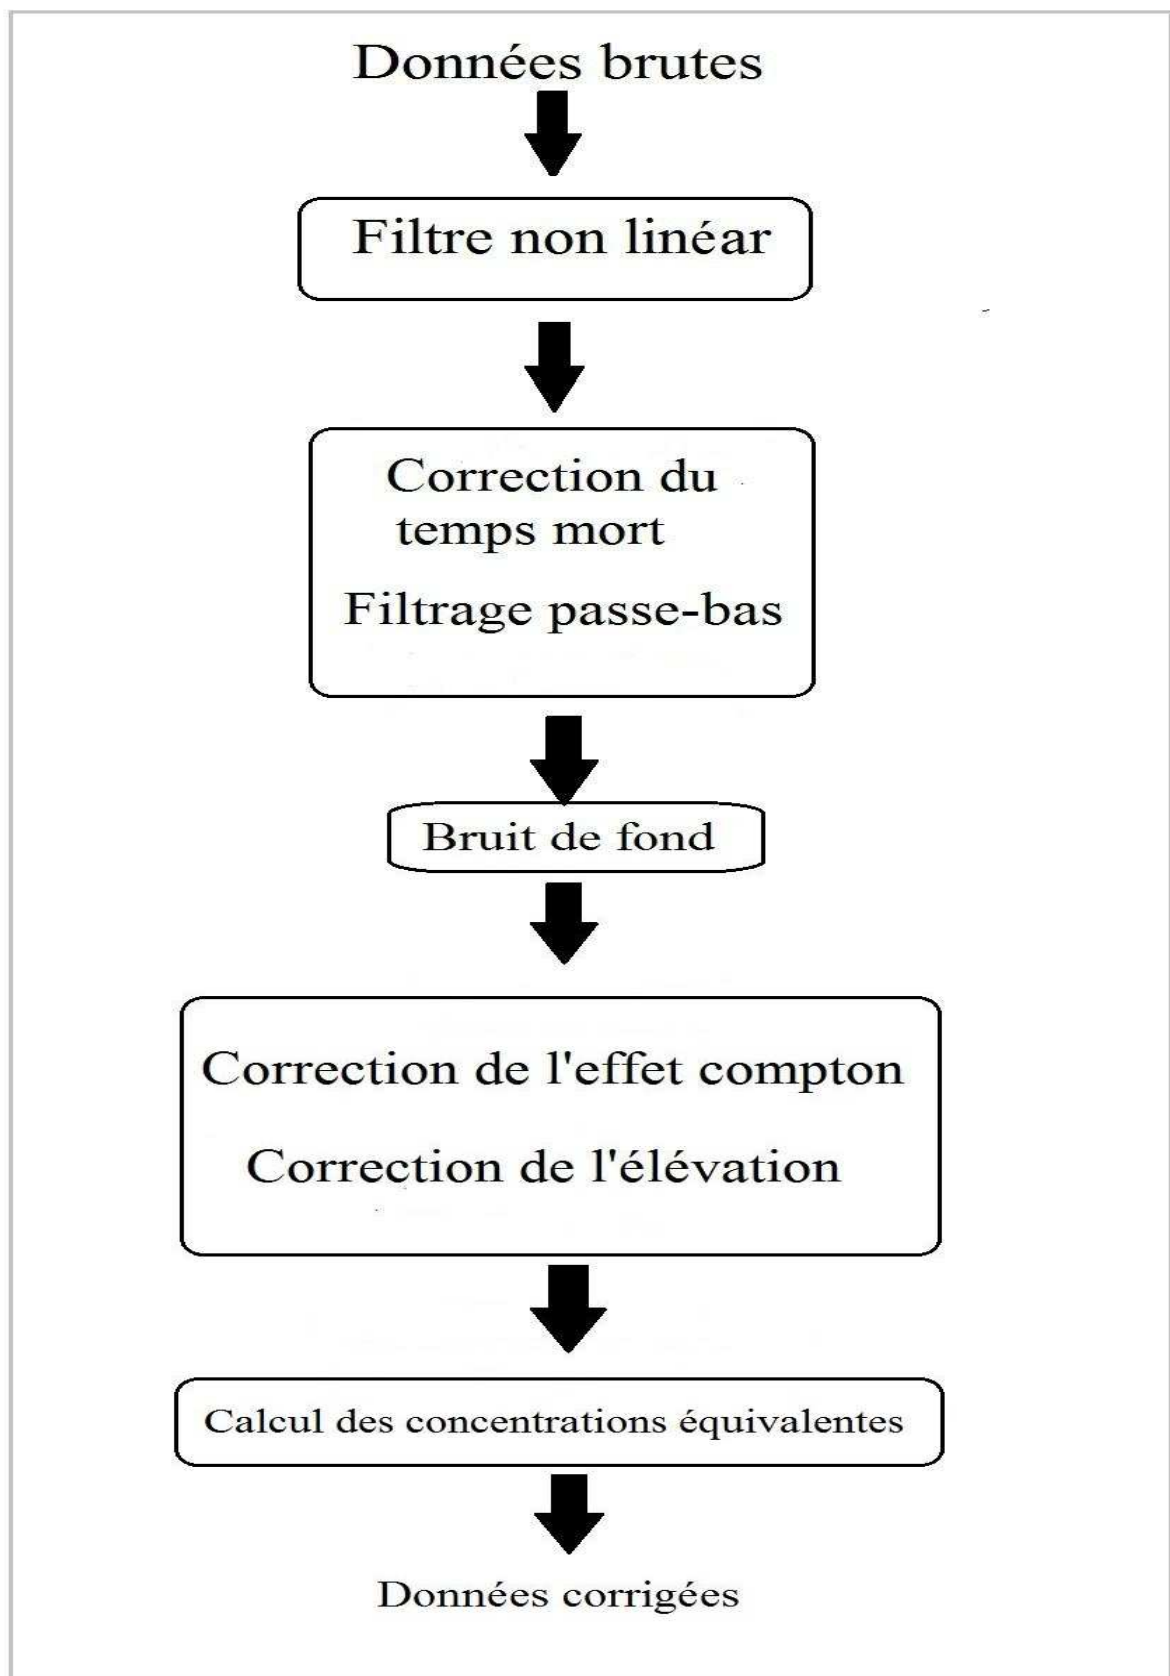 Données brutes
Filtre non linéar
Correction du
temps mort
Filtrage passe-bas
Bruit de fond
Correction de l'effet compton
Correction de l'élévation
Calcul des concentrations équivalentes
Données corrigées